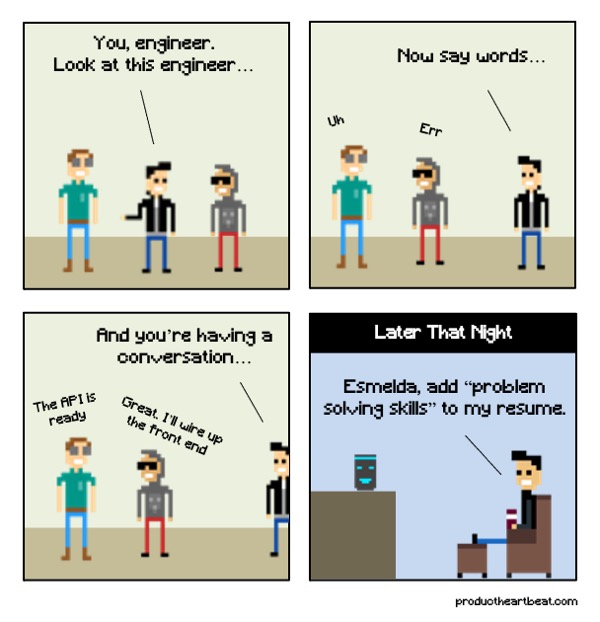 You, engineer.
Look at this engineer...
Now say words...
Uh
Err
And you're having a
conversation...
The API is
ready
Great, I'll wire up
the front end
Later That Night
Esmelda, add “problem
solving skills” to my resume.
productheartbeat.com